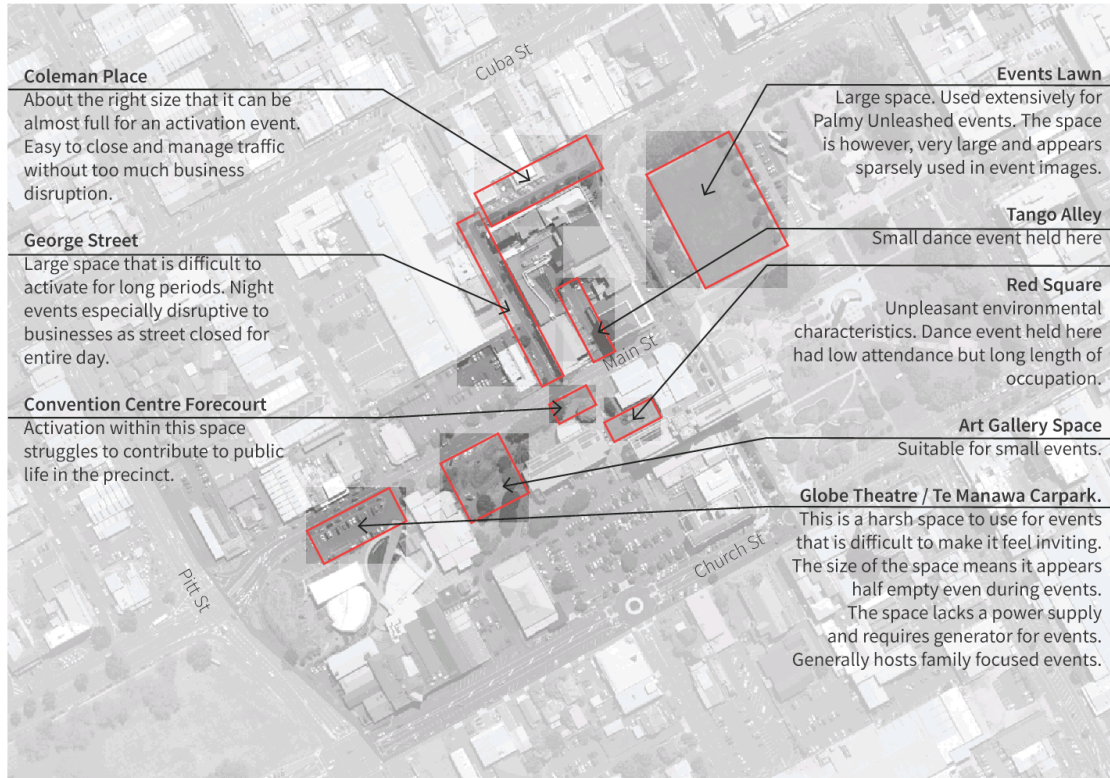 Cuba St
Coleman Place
About the right size that it can be
almost full for an activation event.
Easy to close and manage traffic
without too much business
disruption.
George Street
Large space that is difficult to
activate for long periods. Night
events especially disruptive to
businesses as street closed for
entire day.
Convention Centre Forecourt
Activation within this space
struggles to contribute to public
life in the precinct.
Events Lawn
Large space. Used extensively for
Palmy Unleashed events. The space
is however, very large and appears
sparsely used in event images.
Tango Alley
Small dance event held here
Red Square
Unpleasant environmental
characteristics. Dance event held here
had low attendance but long length of
occupation.
Main St
Art Gallery Space
Suitable for small events.
Globe Theatre / Te Manawa Carpark.
This is a harsh space to use for events
that is difficult to make it feel inviting.
The size of the space means it appears
half empty even during events.
The space lacks a power supply
and requires generator for events.
Generally hosts family focused events.
Church St
Pitt St